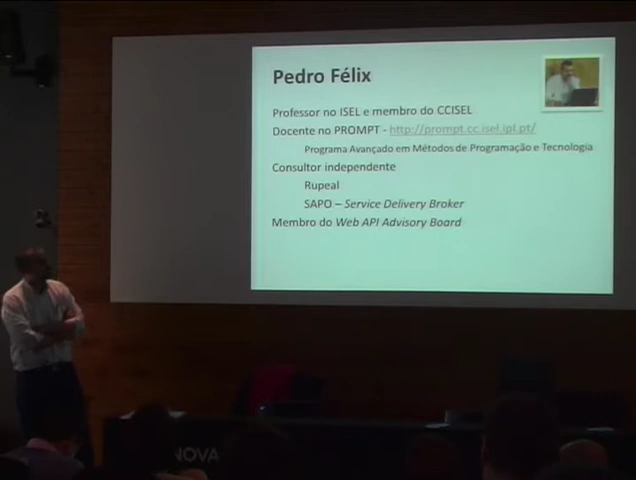 Pedro Félix
Professor no ISEL e membro do CCISEL
Docente no PROMPT - http://prompt.cc.isel.ipl.pt/
Programa Avançado em Métodos de Programação e Tecnologia
Consultor independente
Rupeal
SAPO – Service Delivery Broker
Membro do Web API Advisory Board
NOVA